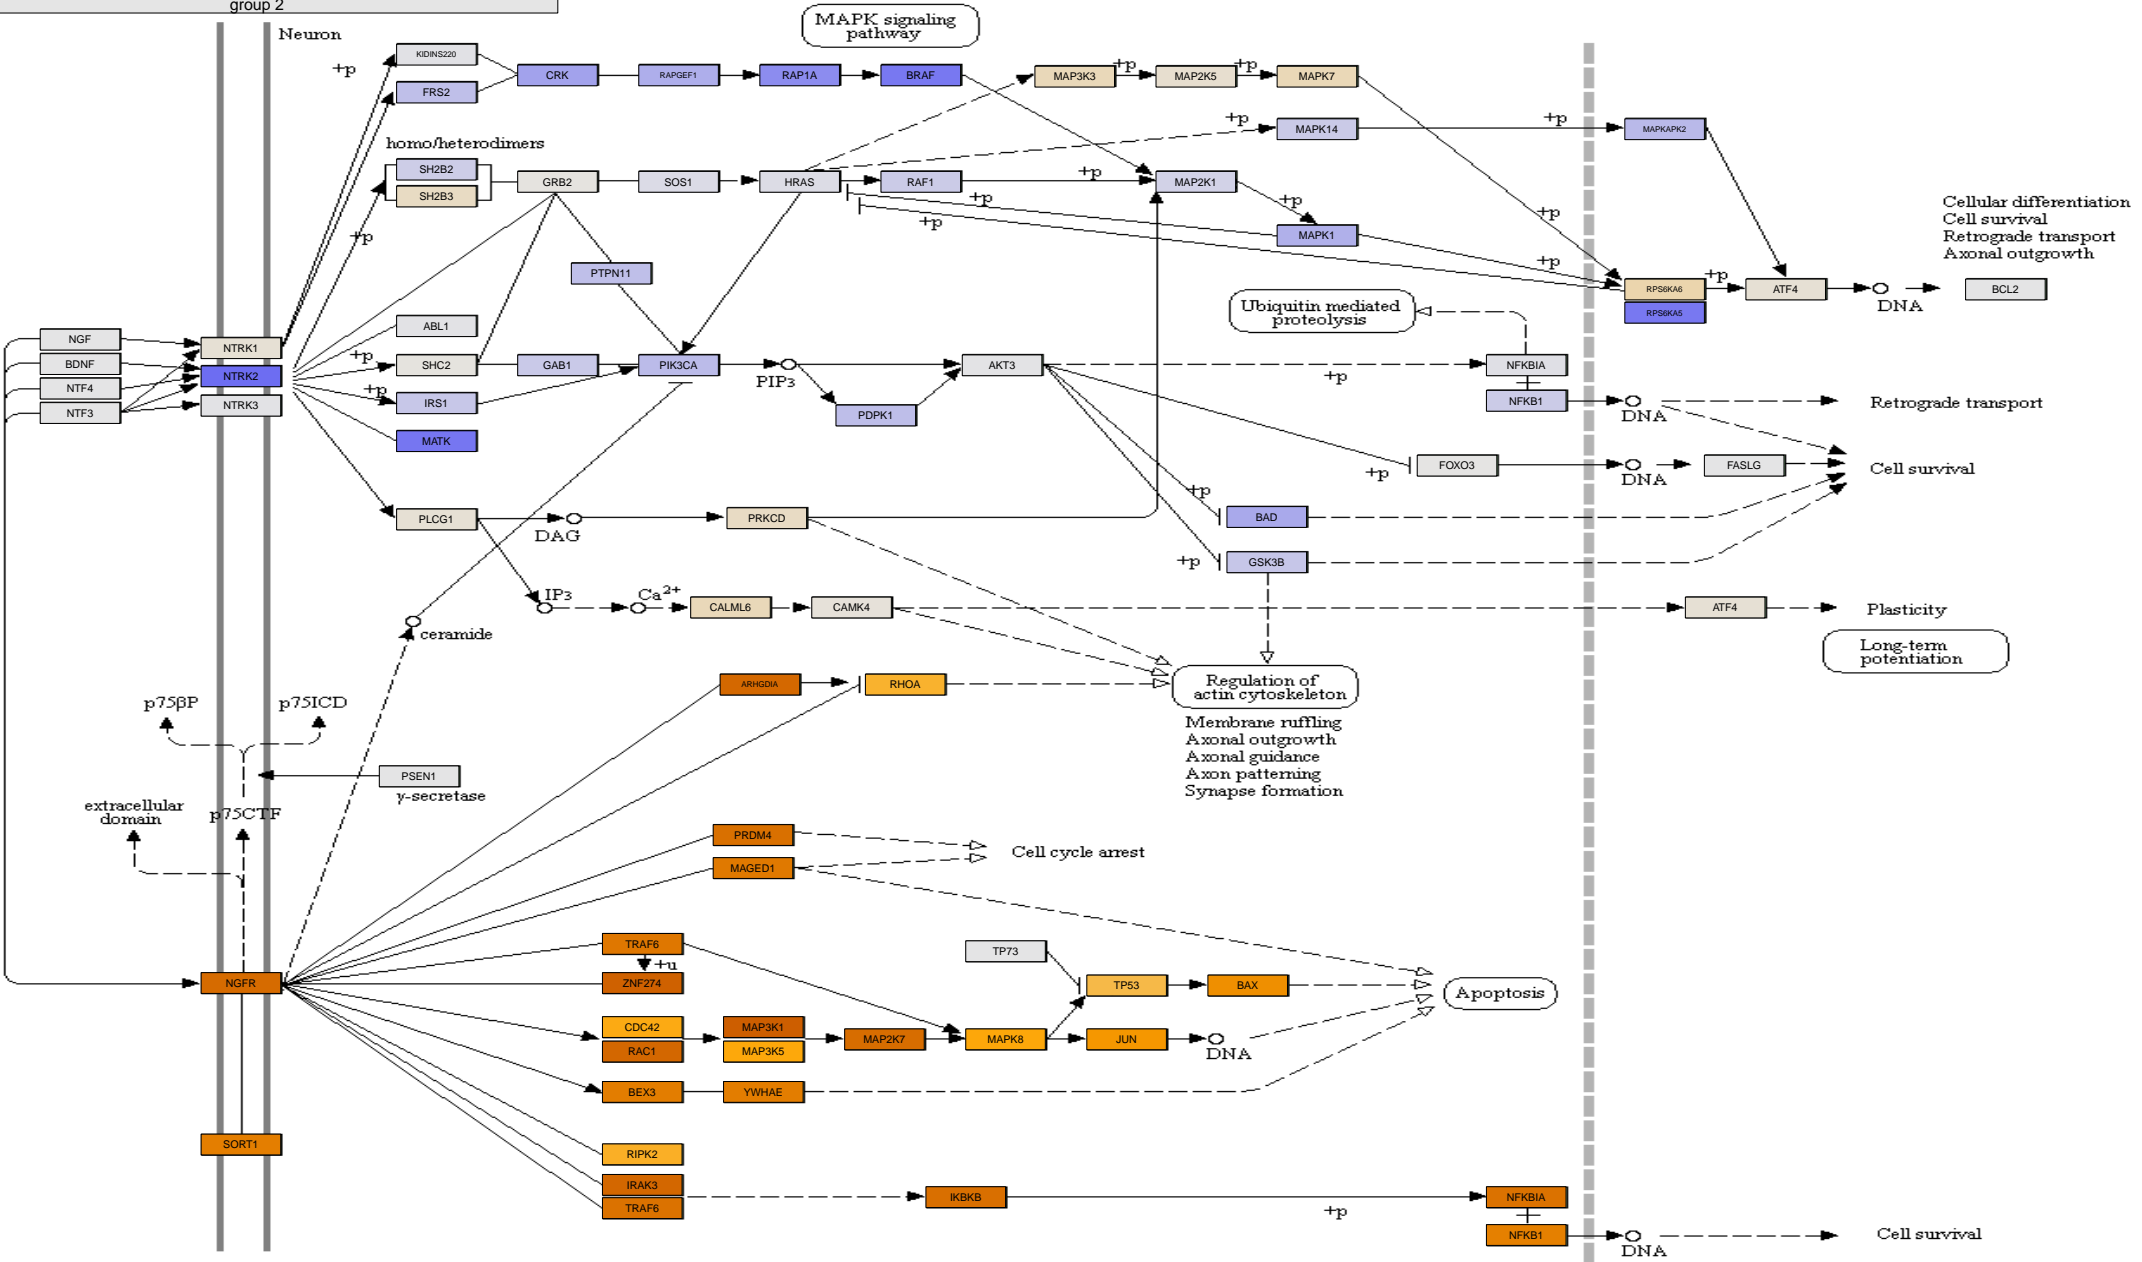 group 2
Neuron
MAPK signaling
pathway
+p
KIDINS220
FRS2
CRK
RAPGEF1
RAP1A
BRAF
MAP3K3
+p
MAP2K5
+p
MAPK7
+p
MAPK14
+p
MAPKAPK2
homo/heterodimers
SH2B2
SH2B3
GRB2
SOS1
HRAS
RAF1
+p
MAP2K1
+p
+p
+p
+p
MAPK1
+p
+p
Cellular differentiation
Cell survival
Retrograde transport
Axonal outgrowth
PTPN11
RPS6KA6
RPS6KA5
+p
ATF4
DNA
BCL2
Ubiquitin mediated
proteolysis
NGF
BDNF
NTF4
NTF3
NTRK1
NTRK2
NTRK3
ABL1
+p
SHC2
GAB1
PIK3CA
PIP3
AKT3
+p
NFKBIA
+p
IRS1
PDPK1
NFKB1
DNA
Retrograde transport
MATK
+p
FOXO3
DNA
FASLG
Cell survival
+p
PLCG1
DAG
PRKCD
BAD
+p
GSK3B
IP3
Ca2+
CALML6
CAMK4
ATF4
Plasticity
ceramide
Long-term
potentiation
ARHGDIA
RHOA
Regulation of
actin cytoskeleton
p75βP
p75ICD
Membrane ruffling
Axonal outgrowth
Axonal guidance
Axon patterning
Synapse formation
PSEN1
γ-secretase
extracellular
domain
p75CTF
PRDM4
MAGED1
Cell cycle arrest
TRAF6
+u
ZNF274
TP73
NGFR
TP53
BAX
Apoptosis
CDC42
RAC1
MAP3K1
MAP3K5
MAP2K7
MAPK8
JUN
DNA
BEX3
YWHAE
SORT1
RIPK2
IRAK3
TRAF6
IKBKB
+p
NFKBIA
NFKB1
DNA
Cell survival